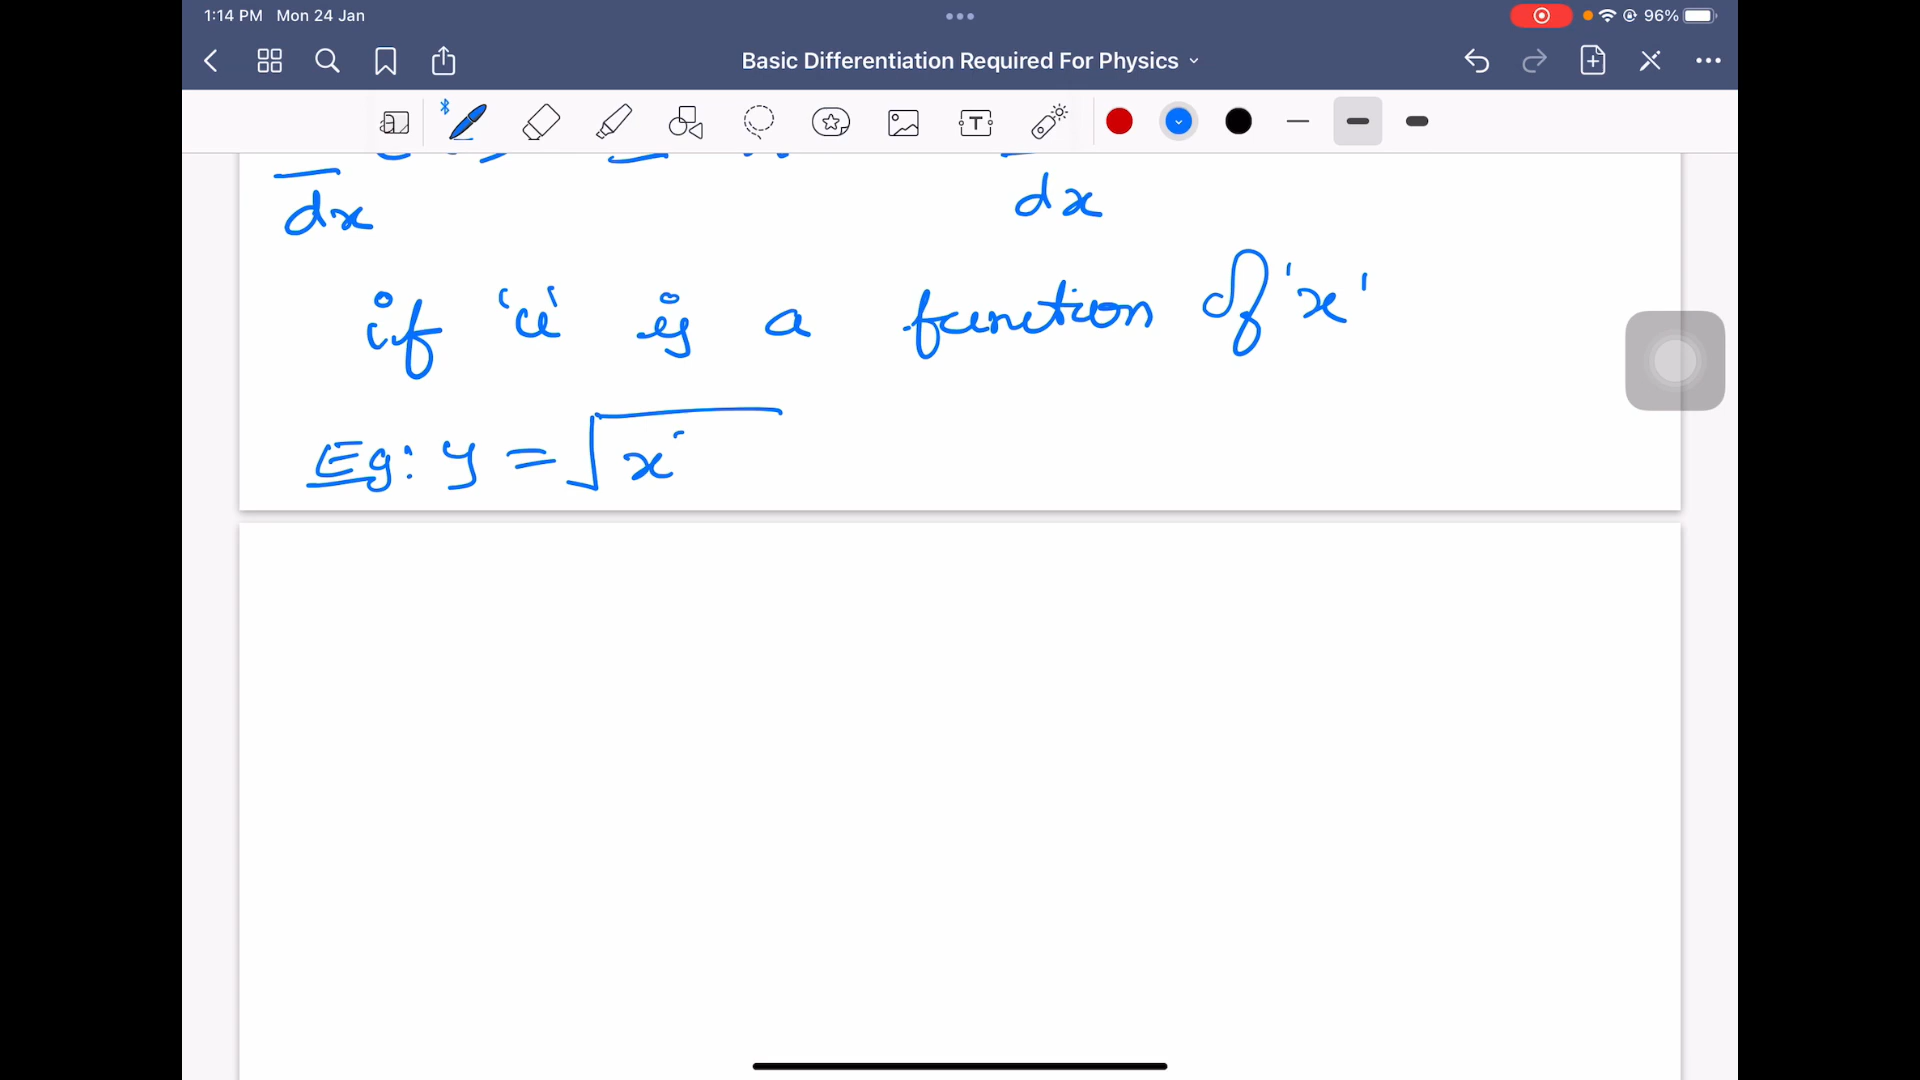 1:14 PM Mon 24 Jan
96%
Basic Differentiation Required For Physics
dx dx
if 'u' is a function of 'x'
Eg: y = √x